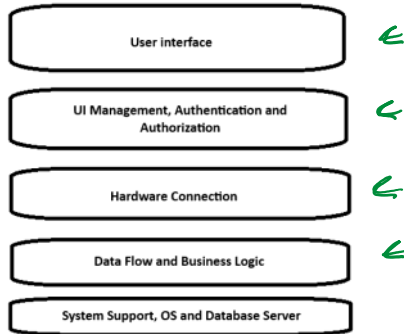 User interface
UI Management, Authentication and
Authorization
Hardware Connection
Data Flow and Business Logic
System Support, OS and Database Server